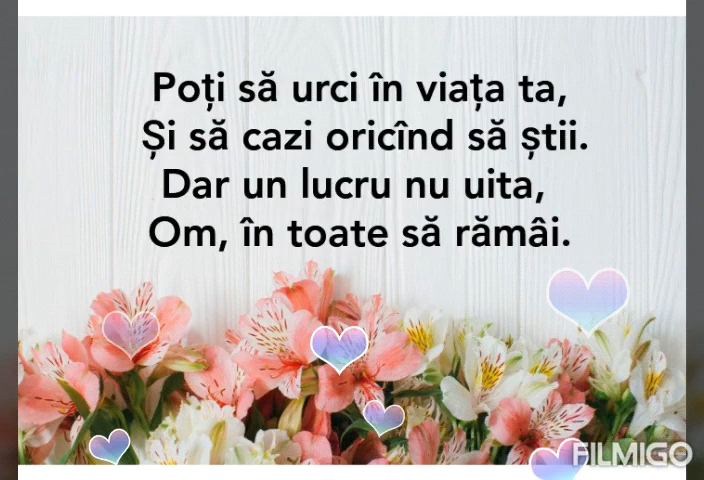 Poți să urci în viața ta,
Și să cazi oricînd să știi.
Dar un lucru nu uita,
Om, în toate să rămâi.
FILMIGO